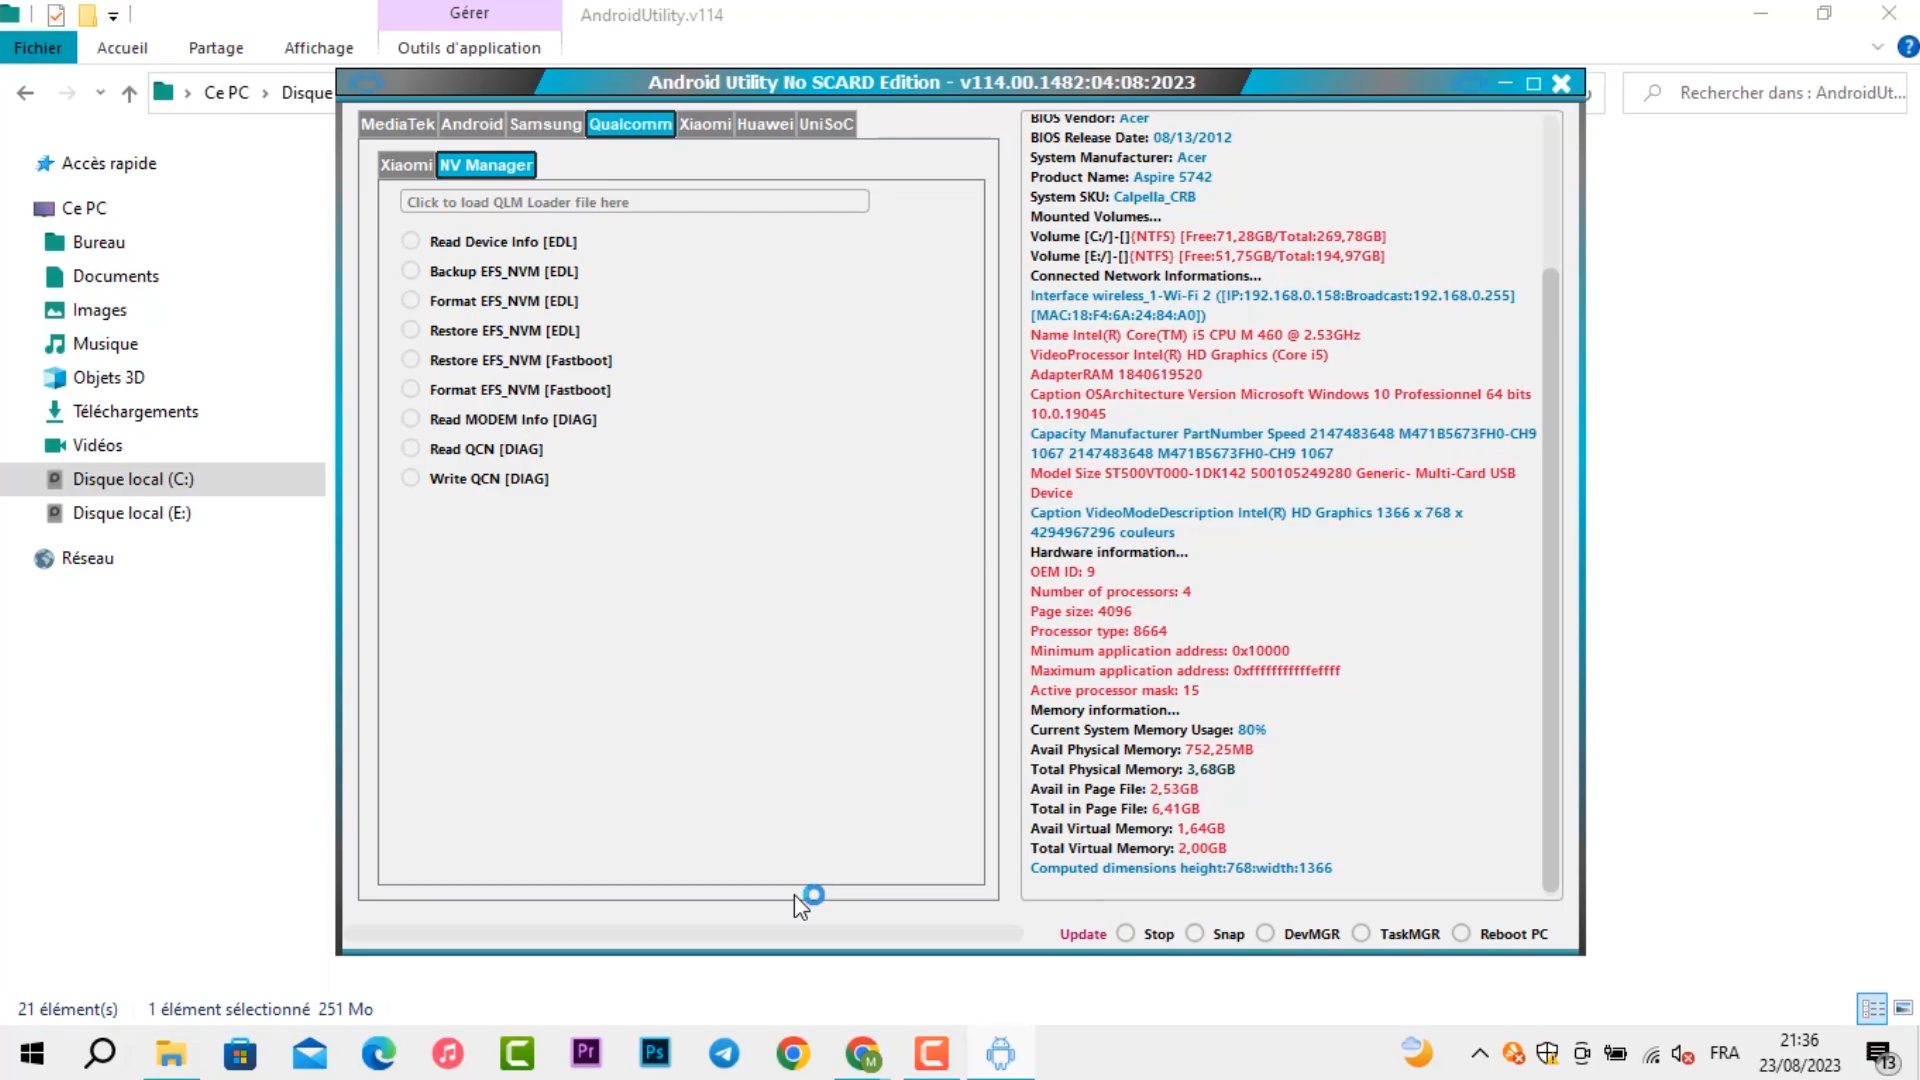 Gérer
AndroidUtility.v114
Fichier
Accueil
Partage
Affichage
Outils d'application
Ce PC
Disque
Rechercher dans : AndroidUt...
Android Utility No SCARD Edition - v114.00.1482:04:08:2023
Accès rapide
Ce PC
Bureau
Documents
Images
Musique
Objets 3D
Téléchargements
Vidéos
Disque local (C:)
Disque local (E:)
Réseau
MediaTek Android Samsung Qualcomm Xiaomi Huawei UniSoC
Xiaomi NV Manager
Click to load QLM Loader file here
Read Device Info [EDL]
Backup EFS_NVM [EDL]
Format EFS_NVM [EDL]
Restore EFS_NVM [EDL]
Restore EFS_NVM [Fastboot]
Format EFS_NVM [Fastboot]
Read MODEM Info [DIAG]
Read QCN [DIAG]
Write QCN [DIAG]
BIOS Vendor: Acer
BIOS Release Date: 08/13/2012
System Manufacturer: Acer
Product Name: Aspire 5742
System SKU: Calpella_CRB
Mounted Volumes...
Volume [C:/]-[]{NTFS} [Free:71,28GB/Total:269,78GB]
Volume [E:/]-[]{NTFS} [Free:51,75GB/Total:194,97GB]
Connected Network Informations...
Interface wireless_1-Wi-Fi 2 ([IP:192.168.0.158:Broadcast:192.168.0.255]
[MAC:18:F4:6A:24:84:A0])
Name Intel(R) Core(TM) i5 CPU M 460 @ 2.53GHz
VideoProcessor Intel(R) HD Graphics (Core i5)
AdapterRAM 1840619520
Caption OSArchitecture Version Microsoft Windows 10 Professionnel 64 bits
10.0.19045
Capacity Manufacturer PartNumber Speed 2147483648 M471B5673FH0-CH9
1067 2147483648 M471B5673FH0-CH9 1067
Model Size ST500VT000-1DK142 500105249280 Generic- Multi-Card USB
Device
Caption VideoModeDescription Intel(R) HD Graphics 1366 x 768 x
4294967296 couleurs
Hardware information...
OEM ID: 9
Number of processors: 4
Page size: 4096
Processor type: 8664
Minimum application address: 0x10000
Maximum application address: 0xfffffffffffeffff
Active processor mask: 15
Memory information...
Current System Memory Usage: 80%
Avail Physical Memory: 752,25MB
Total Physical Memory: 3,68GB
Avail in Page File: 2,53GB
Total in Page File: 6,41GB
Avail Virtual Memory: 1,64GB
Total Virtual Memory: 2,00GB
Computed dimensions height:768:width:1366
Update Stop Snap DevMGR TaskMGR Reboot PC
21 élément(s)
1 élément sélectionné 251 Mo
Pr
Ps
M
FRA
21:36
23/08/2023
13